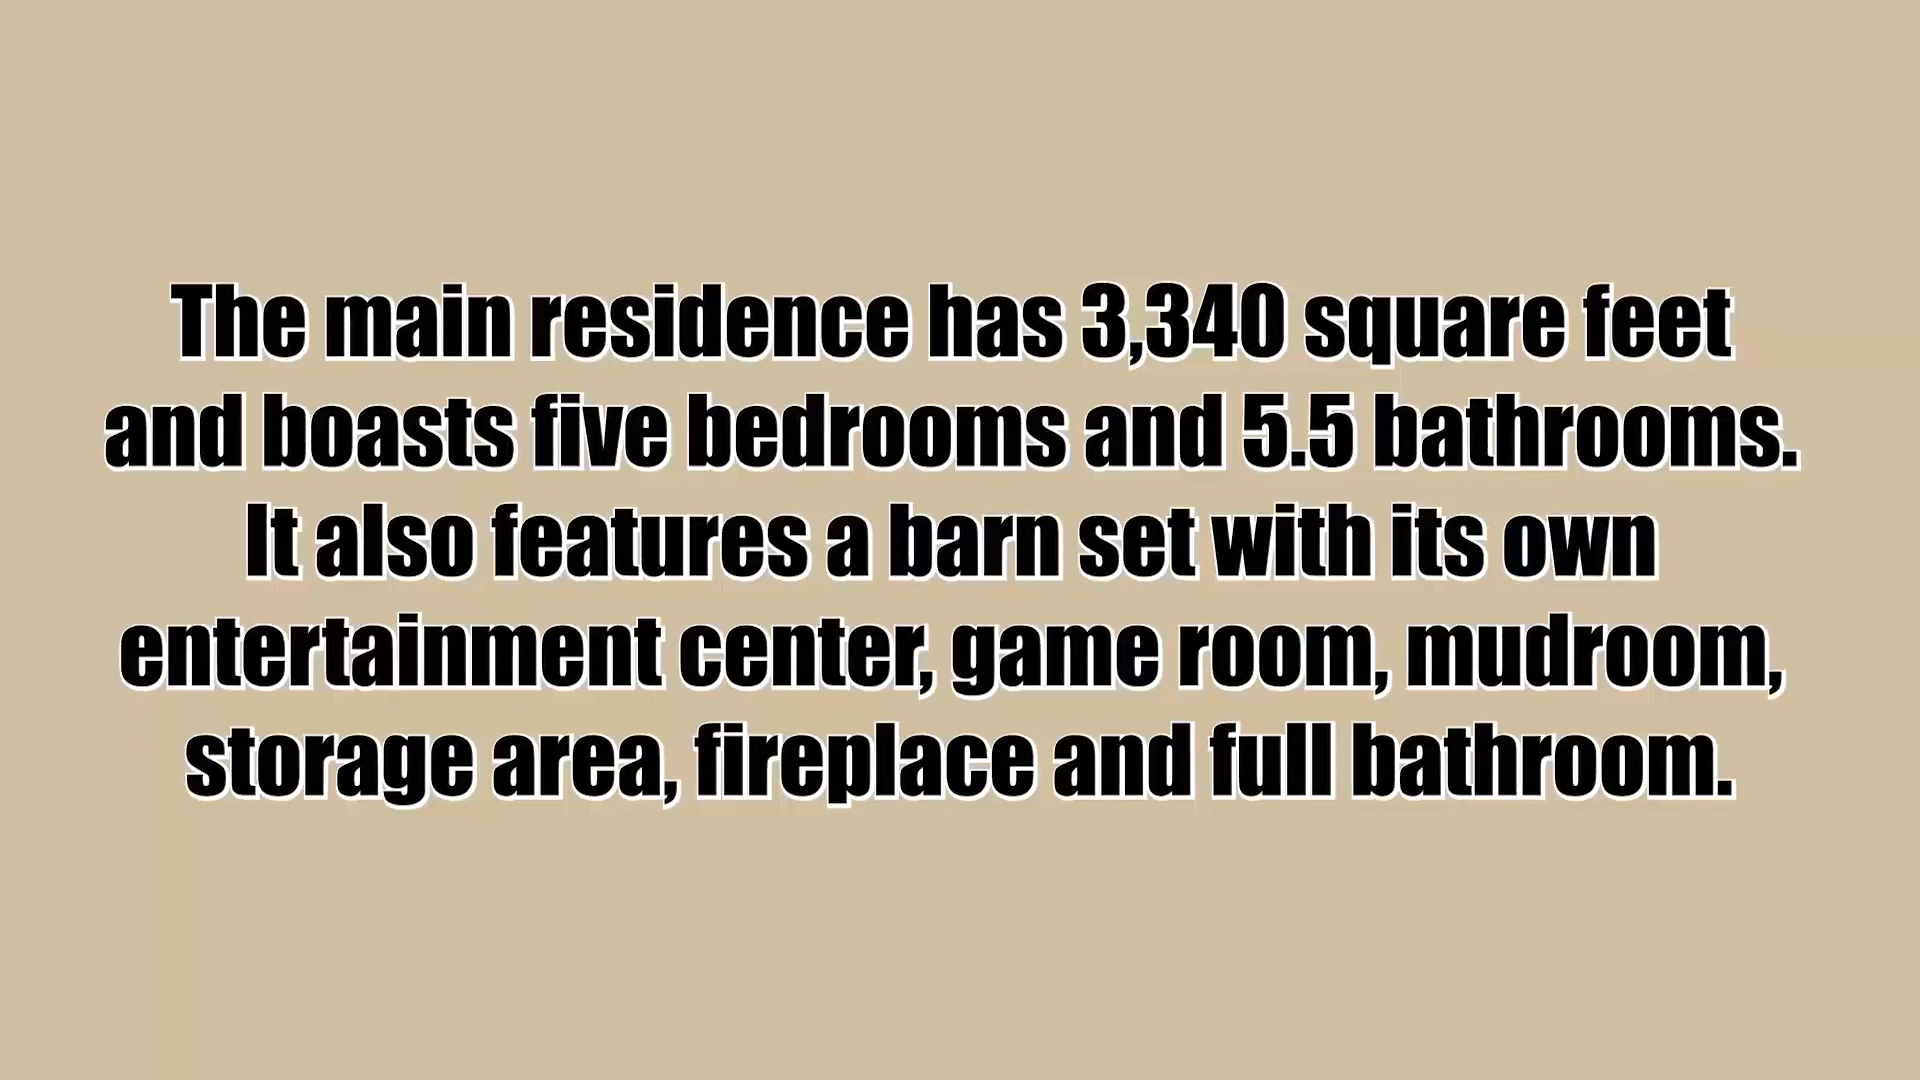 The main residence has 3,340 square feet
and boasts five bedrooms and 5.5 bathrooms.
It also features a barn set with its own
entertainment center, game room, mudroom,
storage area, fireplace and full bathroom.